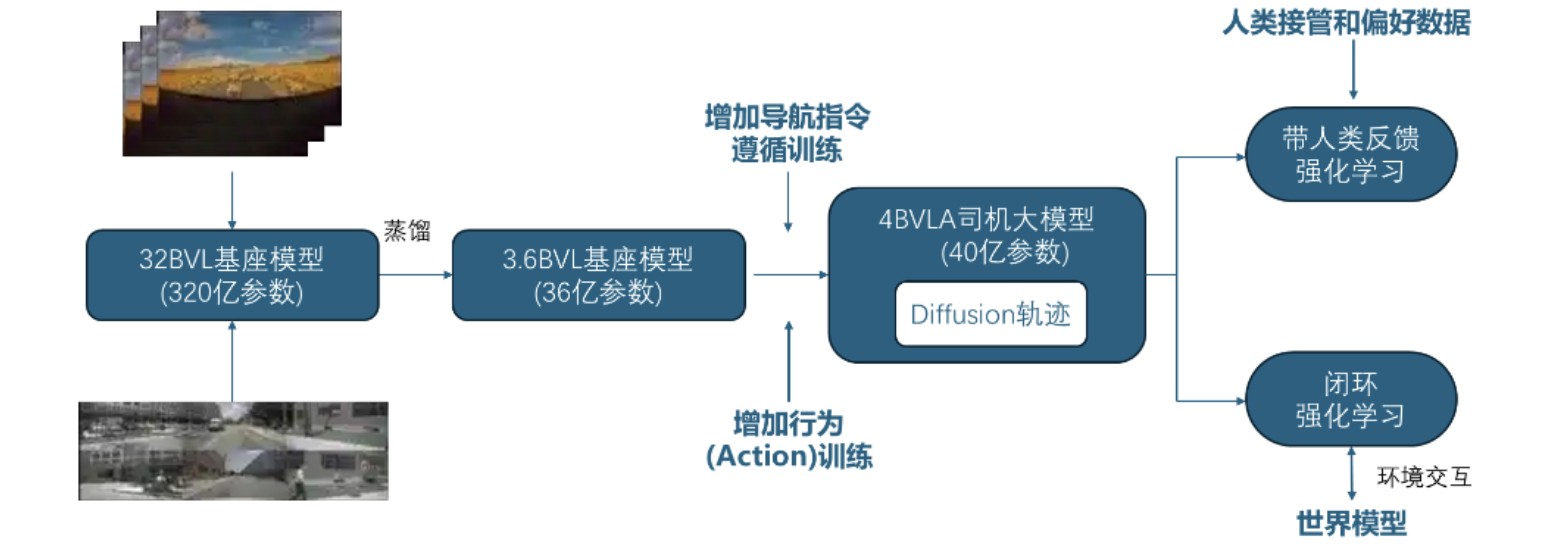 人类接管和偏好数据
增加导航指令
遵循训练
带人类反馈
强化学习
蒸馏
32BVL基座模型
(320亿参数)
3.6BVL基座模型
(36亿参数)
4BVLA司机大模型
(40亿参数)
Diffusion轨迹
增加行为
(Action)训练
闭环
强化学习
环境交互
世界模型